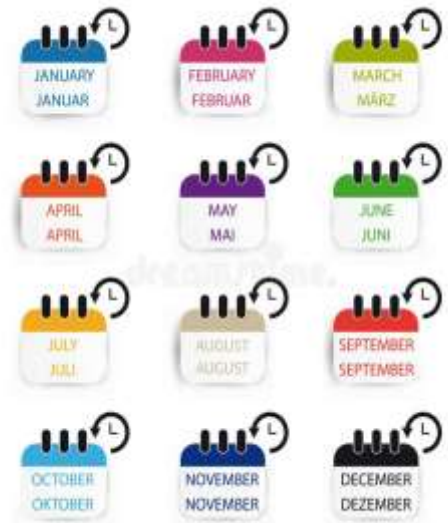 JANUARY
JANUAR
FEBRUARY
FEBRUAR
MARCH
MÄRZ
APRIL
APRIL
MAY
MAI
JUNE
JUNI
dreamstime.
JULY
JULI
AUGUST
AUGUST
SEPTEMBER
SEPTEMBER
OCTOBER
OKTOBER
NOVEMBER
NOVEMBER
DECEMBER
DEZEMBER